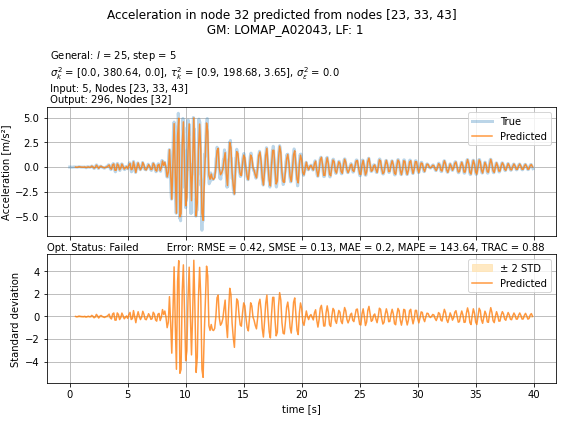 Acceleration in node 32 predicted from nodes [23, 33, 43]
GM: LOMAP_A02043, LF: 1
General: l = 25, step = 5
σ²ₖ = [0.0, 380.64, 0.0], τ²ₖ = [0.9, 198.68, 3.65], σ²ₑ = 0.0
Input: 5, Nodes [23, 33, 43]
Output: 296, Nodes [32]
Acceleration [m/s²]
5.0
2.5
0.0
−2.5
−5.0
True
Predicted
Opt. Status: Failed Error: RMSE = 0.42, SMSE = 0.13, MAE = 0.2, MAPE = 143.64, TRAC = 0.88
Standard deviation
4
2
0
−2
−4
± 2 STD
Predicted
0 5 10 15 20 25 30 35 40
time [s]